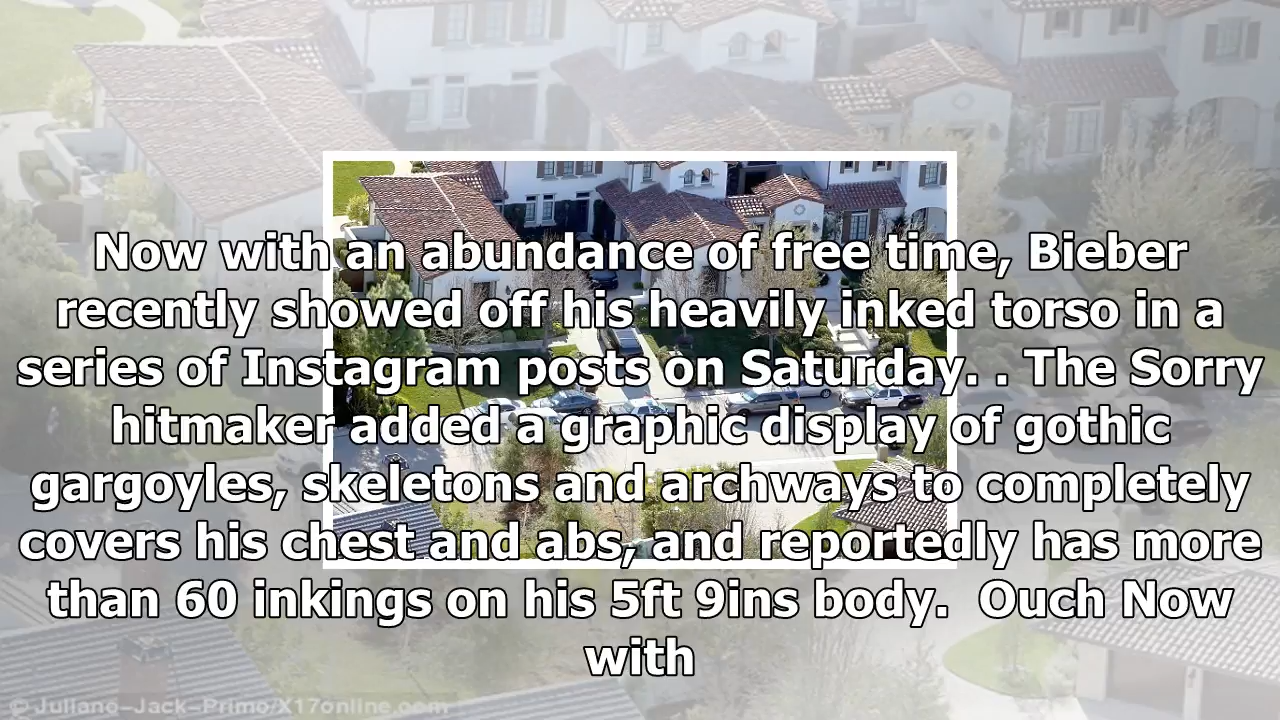 Now with an abundance of free time, Bieber
recently showed off his heavily inked torso in a
series of Instagram posts on Saturday. . The Sorry
hitmaker added a graphic display of gothic
gargoyles, skeletons and archways to completely
covers his chest and abs, and reportedly has more
than 60 inkings on his 5ft 9ins body.  Ouch Now
with
© Juliano-Jack-Primo/X17online.com